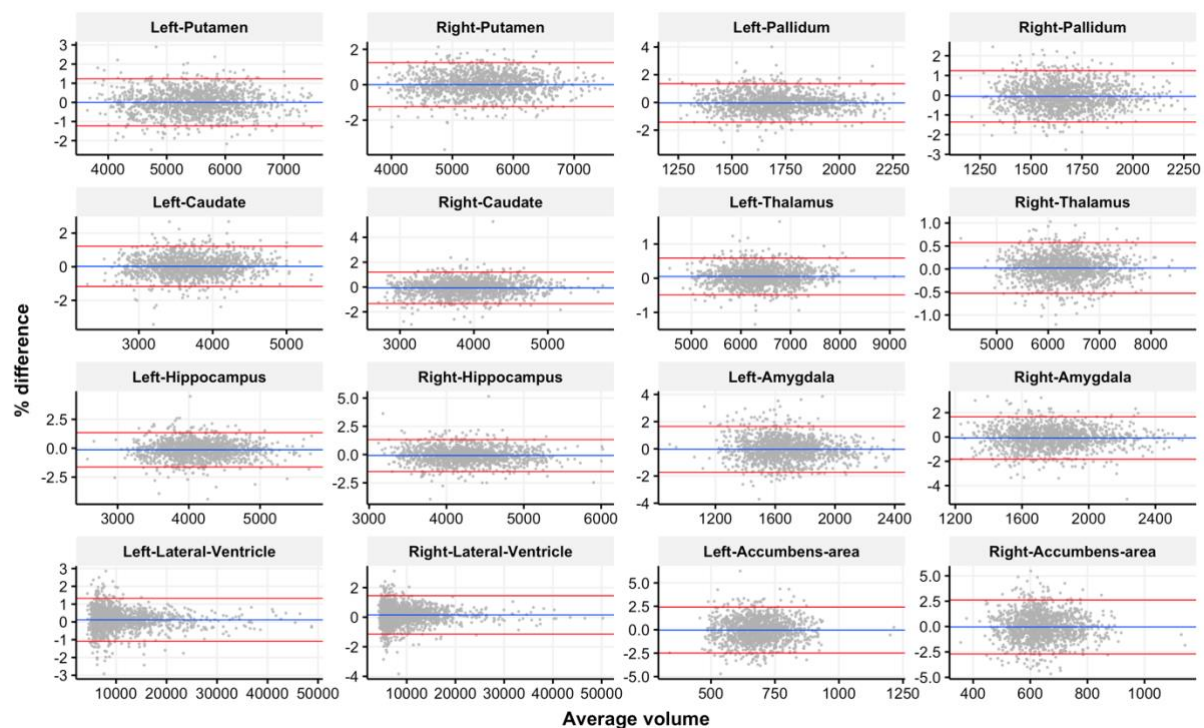 Left-Putamen
3
2
1
0
-1
-2
4000 5000 6000 7000
Right-Putamen
2
0
-2
4000 5000 6000 7000
Left-Pallidum
4
2
0
-2
1250 1500 1750 2000 2250
Right-Pallidum
2
1
0
-1
-2
-3
1250 1500 1750 2000 2250
Left-Caudate
2
0
-2
3000 4000 5000
Right-Caudate
4
2
0
-2
3000 4000 5000
Left-Thalamus
1
0
-1
5000 6000 7000 8000 9000
Right-Thalamus
1.0
0.5
0.0
-0.5
-1.0
5000 6000 7000 8000
% difference
Left-Hippocampus
2.5
0.0
-2.5
3000 4000 5000
Right-Hippocampus
5.0
2.5
0.0
-2.5
3000 4000 5000 6000
Left-Amygdala
4
2
0
-2
-4
1200 1600 2000 2400
Right-Amygdala
2
0
-2
-4
1200 1600 2000 2400
Left-Lateral-Ventricle
3
2
1
0
-1
-2
-3
10000 20000 30000 40000 50000
Right-Lateral-Ventricle
2
0
-2
-4
10000 20000 30000 40000 50000
Left-Accumbens-area
5.0
2.5
0.0
-2.5
-5.0
500 750 1000 1250
Right-Accumbens-area
5.0
2.5
0.0
-2.5
-5.0
400 600 800 1000
Average volume